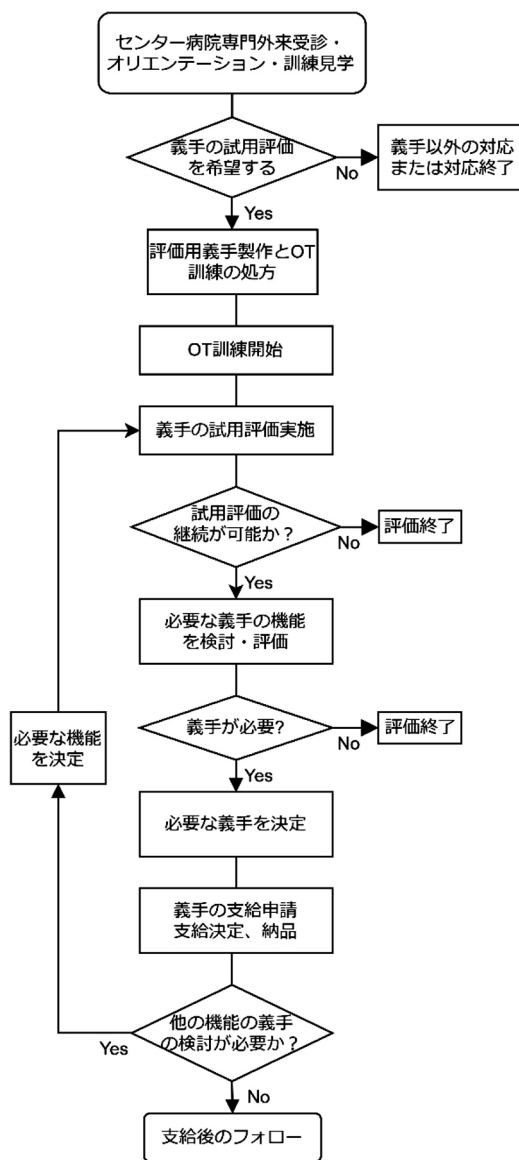 センター病院専門外来受診・
オリエンテーション・訓練見学
義手の試用評価
を希望する
No
義手以外の対応
または対応終了
Yes
評価用義手製作とOT
訓練の処方
OT訓練開始
義手の試用評価実施
試用評価の
継続が可能か？
No
評価終了
Yes
必要な義手の機能
を検討・評価
義手が必要?
No
評価終了
必要な機能
を決定
Yes
必要な義手を決定
義手の支給申請
支給決定、納品
他の機能の義手
の検討が必要か？
Yes
No
支給後のフォロー